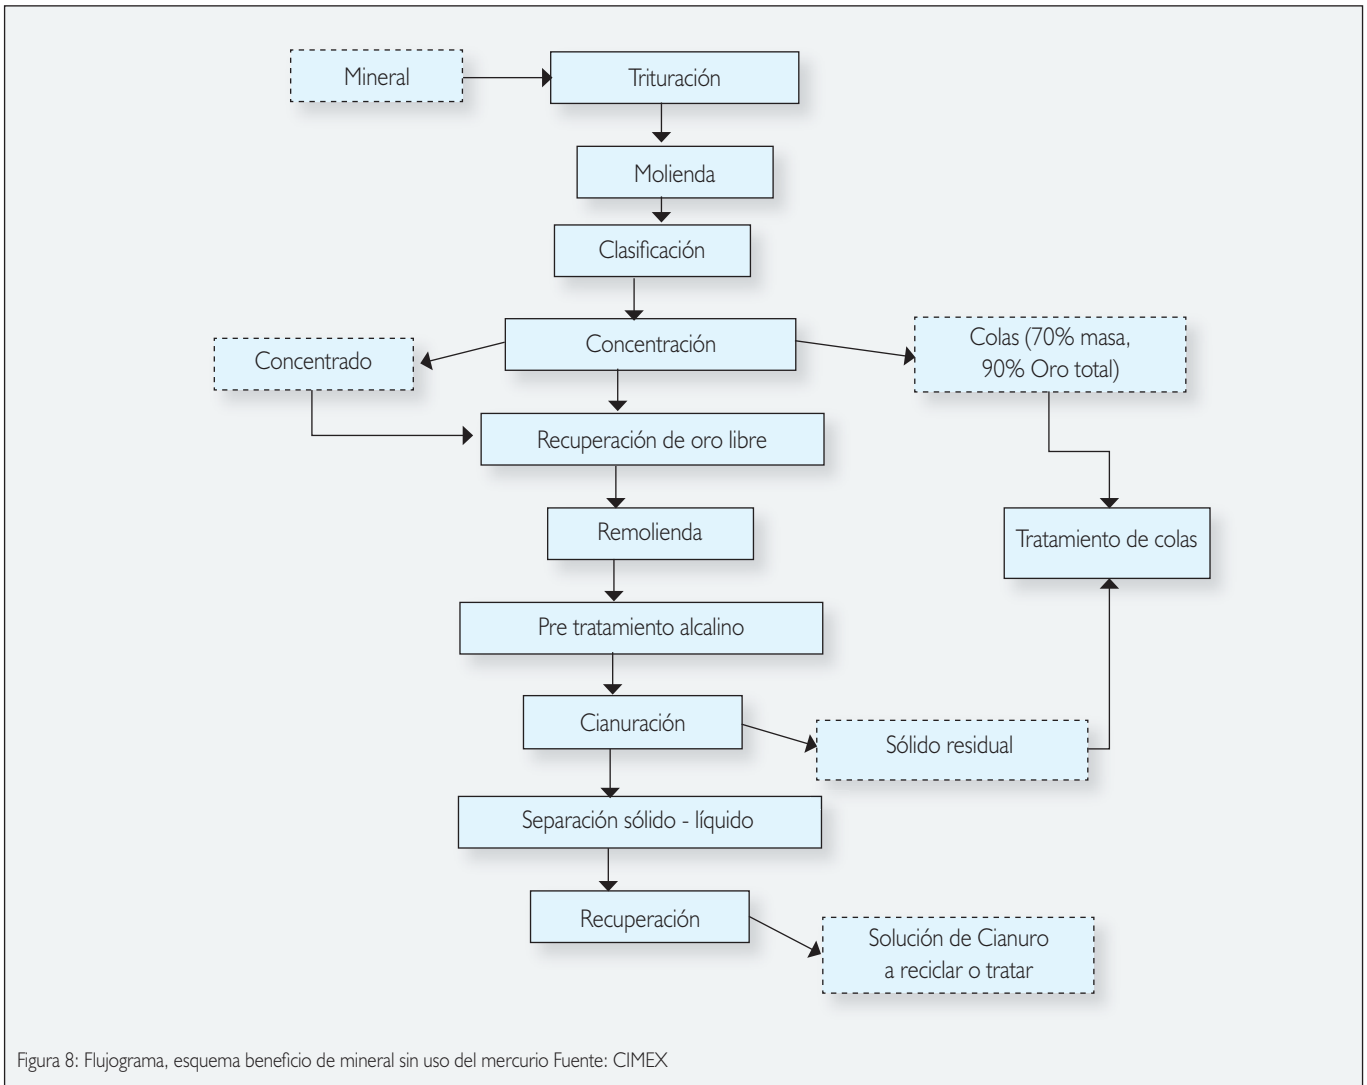 Mineral
Trituración
Molienda
Clasificación
Concentración
Concentrado
Colas (70% masa,
90% Oro total)
Recuperación de oro libre
Remolienda
Tratamiento de colas
Pre tratamiento alcalino
Cianuración
Sólido residual
Separación sólido - líquido
Recuperación
Solución de Cianuro
a reciclar o tratar
Figura 8: Flujograma, esquema beneficio de mineral sin uso del mercurio Fuente: CIMEX